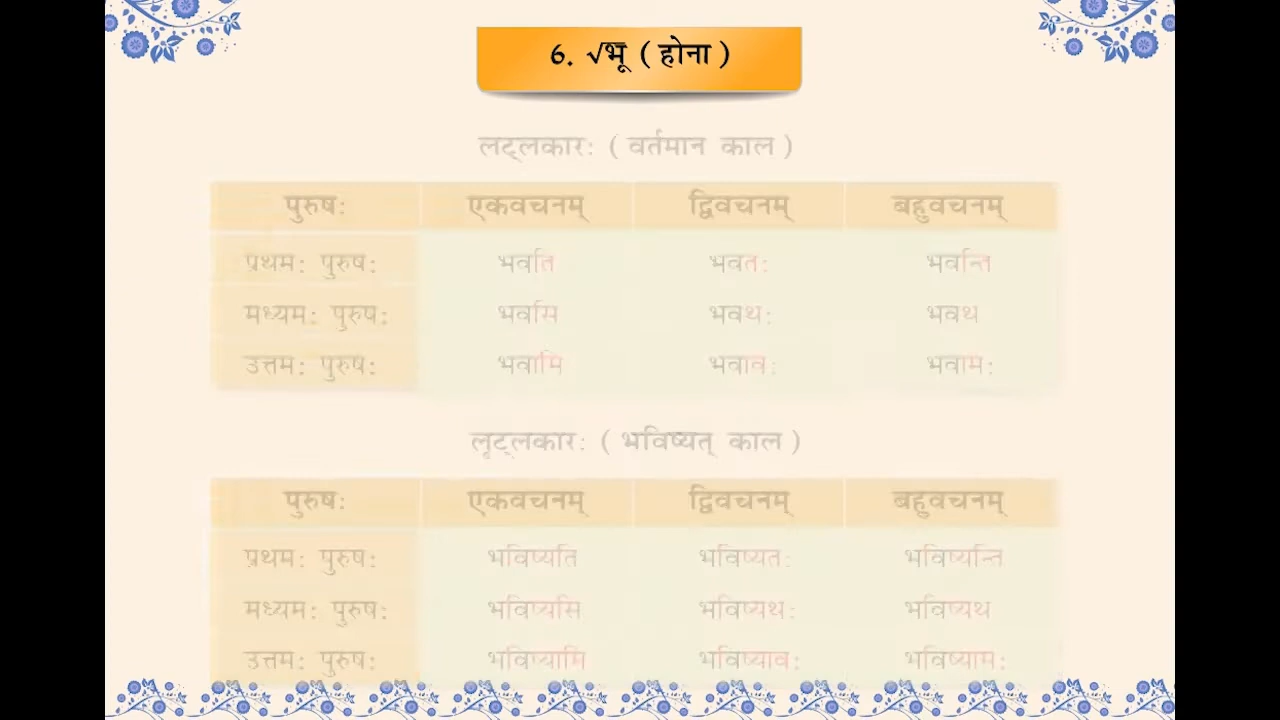 6. √भू ( होना )
लट्लकारः ( वर्तमान काल )
पुरुषः एकवचनम् द्विवचनम् बहुवचनम्
प्रथमः पुरुषः भवति भवतः भवन्ति
मध्यमः पुरुषः भवसि भवथः भवथ
उत्तमः पुरुषः भवामि भवावः भवामः
लृट्लकारः ( भविष्यत् काल )
पुरुषः एकवचनम् द्विवचनम् बहुवचनम्
प्रथमः पुरुषः भविष्यति भविष्यतः भविष्यन्ति
मध्यमः पुरुषः भविष्यसि भविष्यथः भविष्यथ
उत्तमः पुरुषः भविष्यामि भविष्यावः भविष्यामः